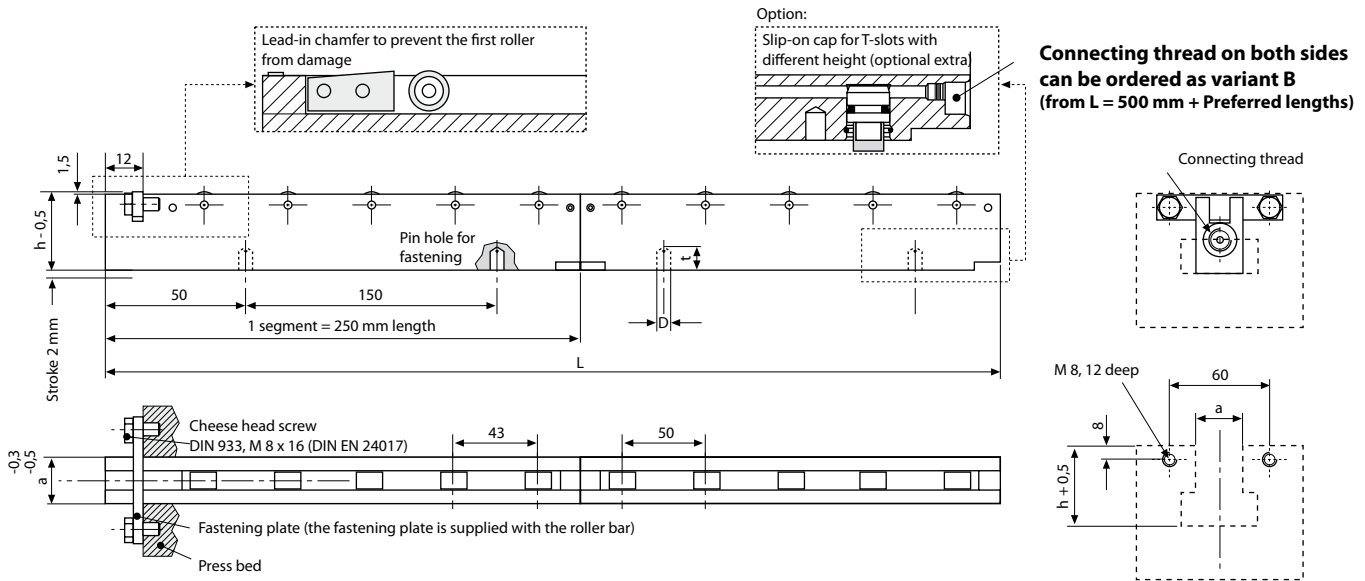 Option:
Lead-in chamfer to prevent the first roller
from damage
Slip-on cap for T-slots with
different height (optional extra)
Connecting thread on both sides
can be ordered as variant B
(from L = 500 mm + Preferred lengths)
1,5
12
h - 0,5
Pin hole for
fastening
t
50
150
D
1 segment = 250 mm length
Stroke 2 mm
L
Connecting thread
M 8, 12 deep
60
a
8
h + 0,5
Cheese head screw
DIN 933, M 8 x 16 (DIN EN 24017)
43
50
-0,3
-0,5
a
Fastening plate (the fastening plate is supplied with the roller bar)
Press bed